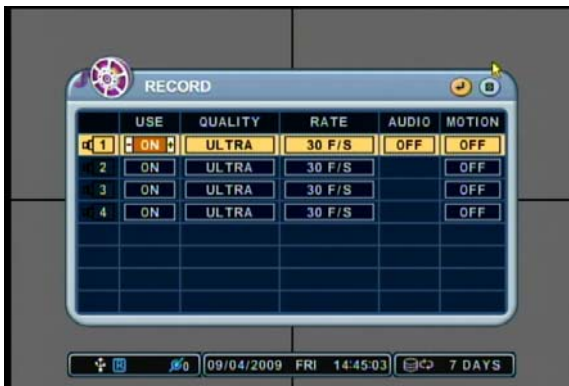 RECORD
USE QUALITY RATE AUDIO MOTION
1 - ON + ULTRA 30 F/S OFF OFF
2 ON ULTRA 30 F/S OFF
3 ON ULTRA 30 F/S OFF
4 ON ULTRA 30 F/S OFF
R 0 09/04/2009 FRI 14:45:03 7 DAYS